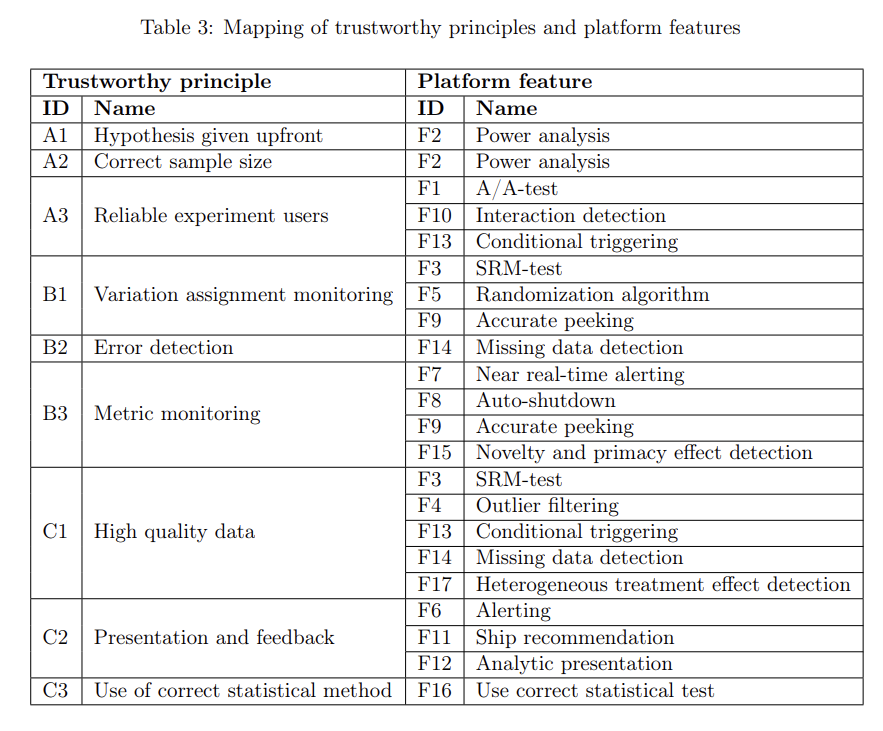 Table 3: Mapping of trustworthy principles and platform features
Trustworthy principle Platform feature
ID Name ID Name
A1 Hypothesis given upfront F2 Power analysis
A2 Correct sample size F2 Power analysis
F1 A/A-test
A3 Reliable experiment users F10 Interaction detection
F13 Conditional triggering
F3 SRM-test
B1 Variation assignment monitoring F5 Randomization algorithm
F9 Accurate peeking
B2 Error detection F14 Missing data detection
F7 Near real-time alerting
F8 Auto-shutdown
B3 Metric monitoring
F9 Accurate peeking
F15 Novelty and primacy effect detection
F3 SRM-test
F4 Outlier filtering
C1 High quality data F13 Conditional triggering
F14 Missing data detection
F17 Heterogeneous treatment effect detection
F6 Alerting
C2 Presentation and feedback F11 Ship recommendation
F12 Analytic presentation
C3 Use of correct statistical method F16 Use correct statistical test